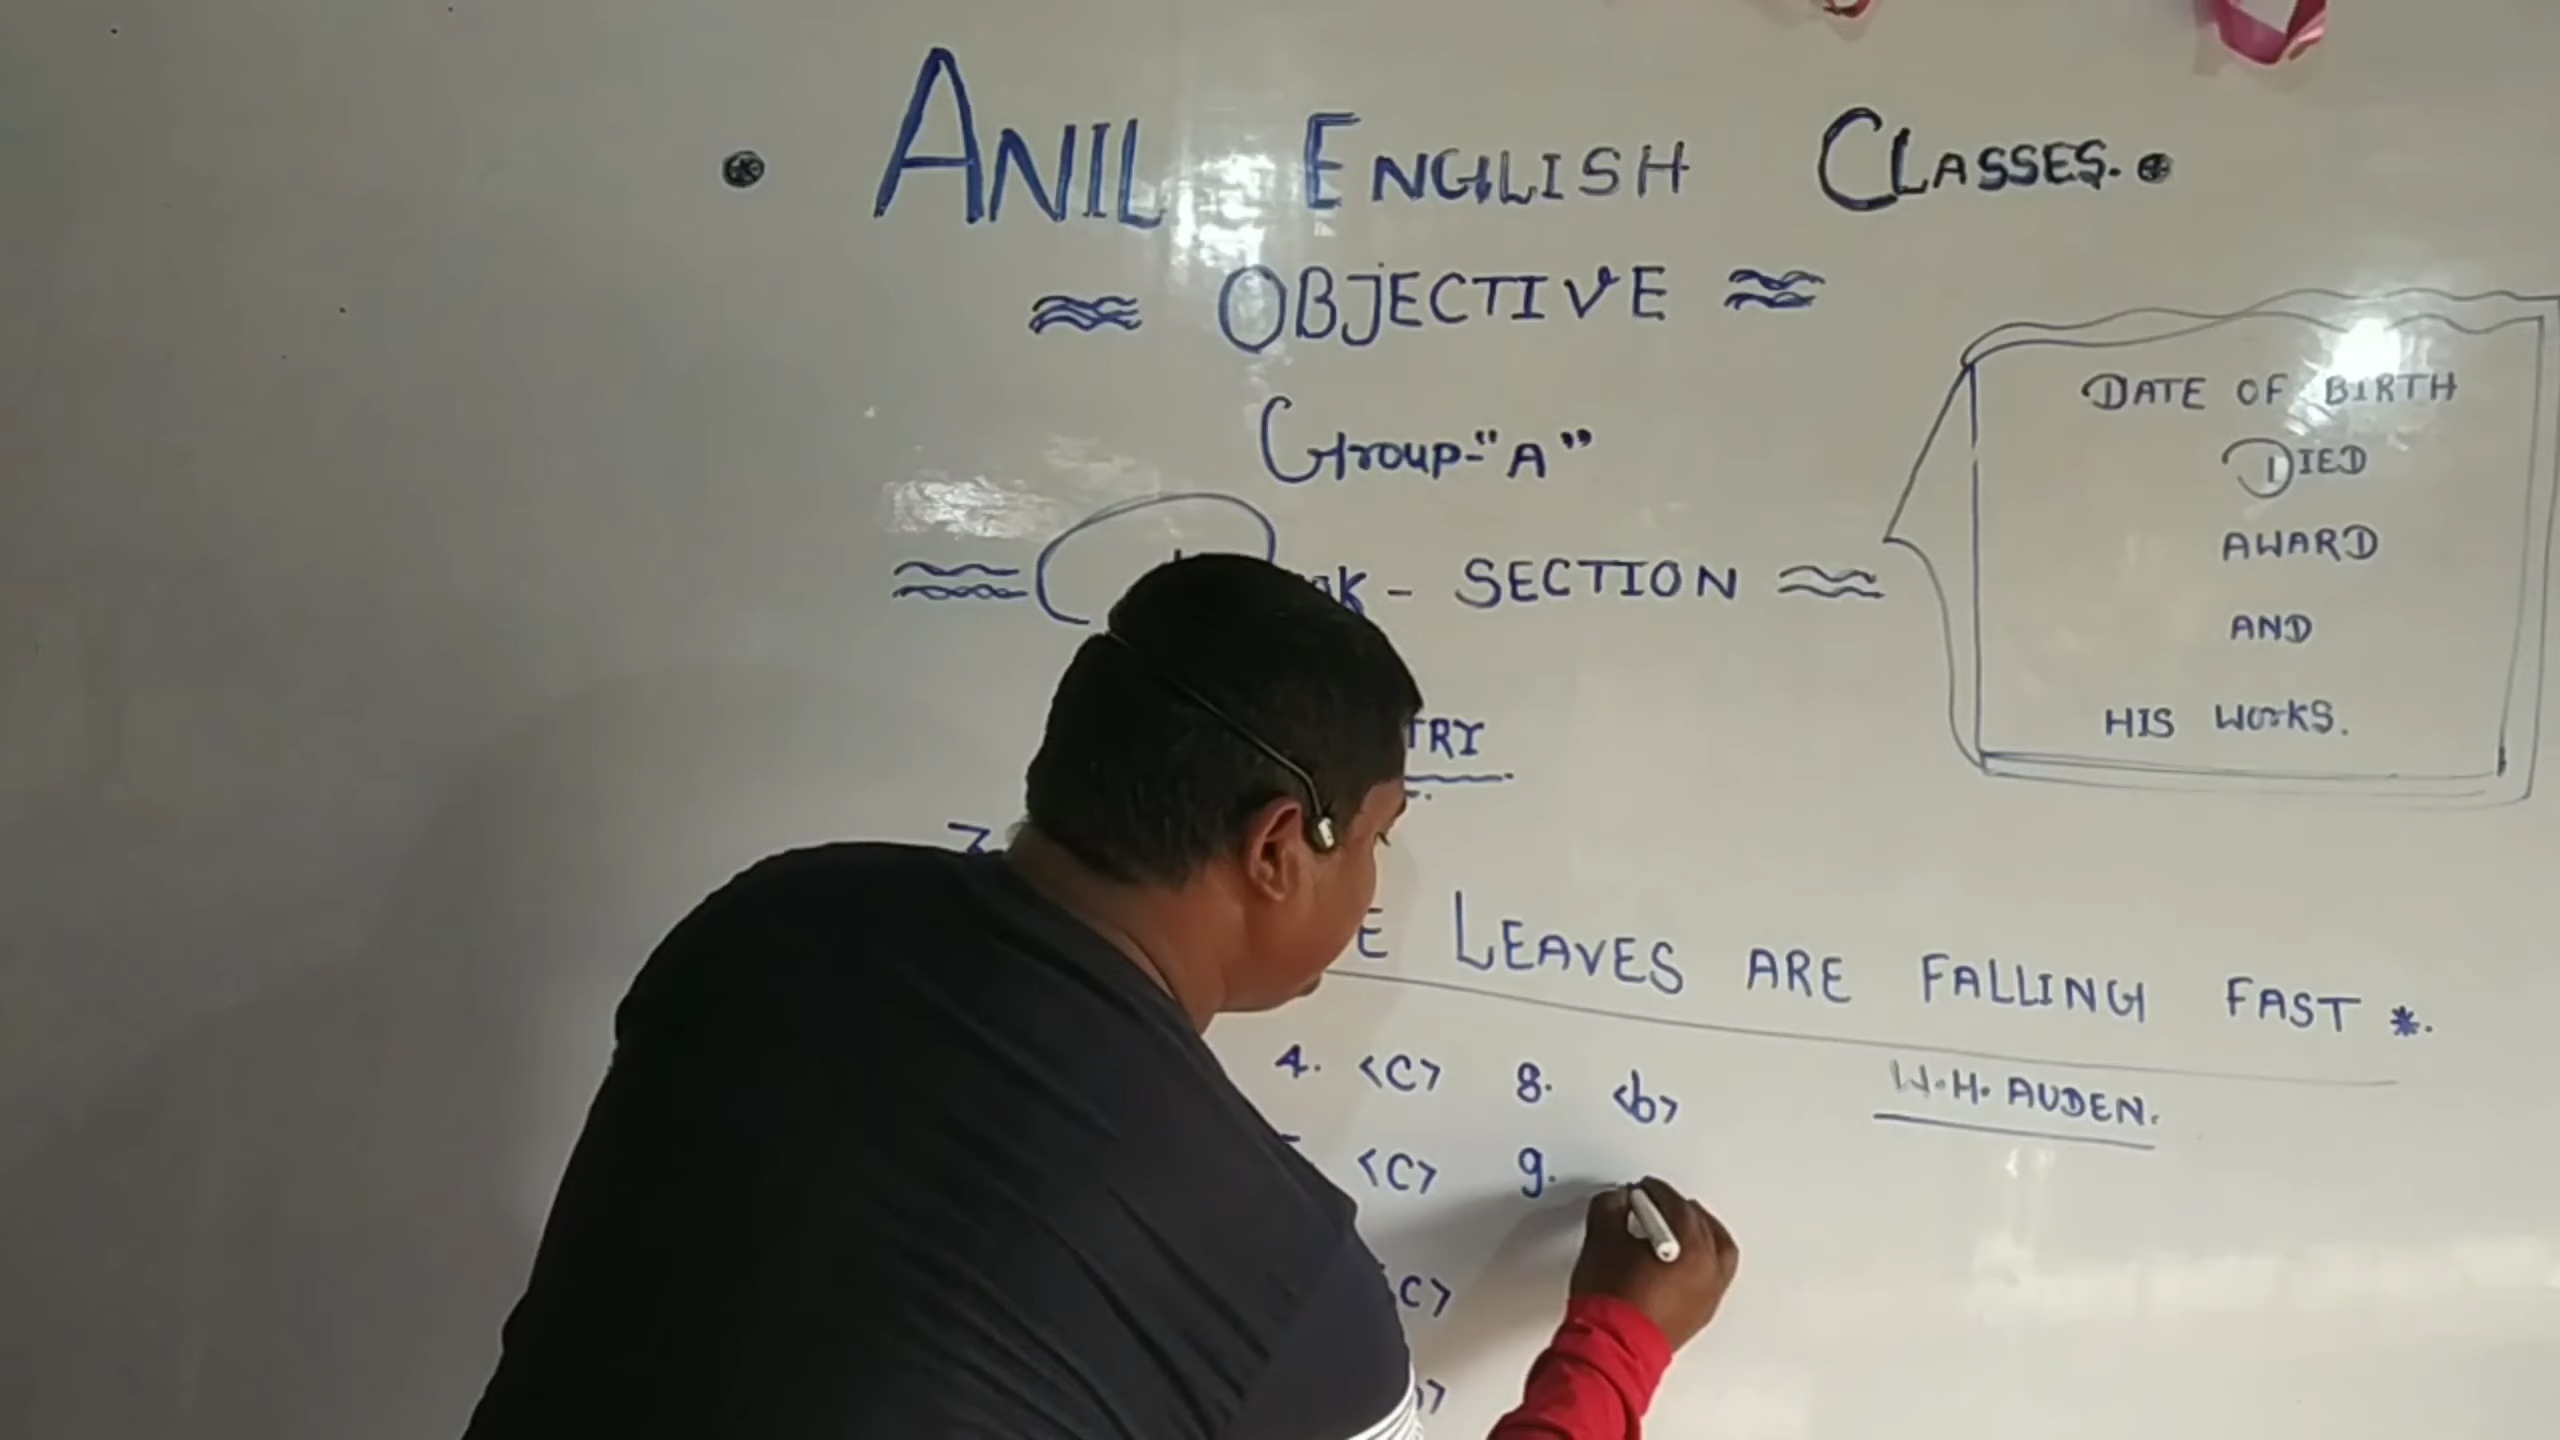 ANIL ENGLISH CLASSES.
OBJECTIVE
Group-"A"
- SECTION
DATE OF BIRTH
DIED
AWARD
AND
HIS WORKS.
LEAVES ARE FALLING FAST *.
W.H. AUDEN.
4. <C> 8. <b>
<C> 9.
C>